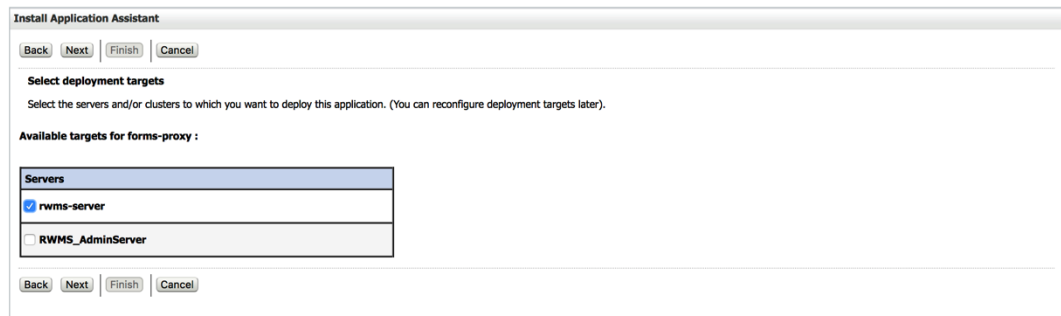 Install Application Assistant
Back Next Finish Cancel
Select deployment targets
Select the servers and/or clusters to which you want to deploy this application. (You can reconfigure deployment targets later).
Available targets for forms-proxy :
Servers
rwms-server
RWMS_AdminServer
Back Next Finish Cancel